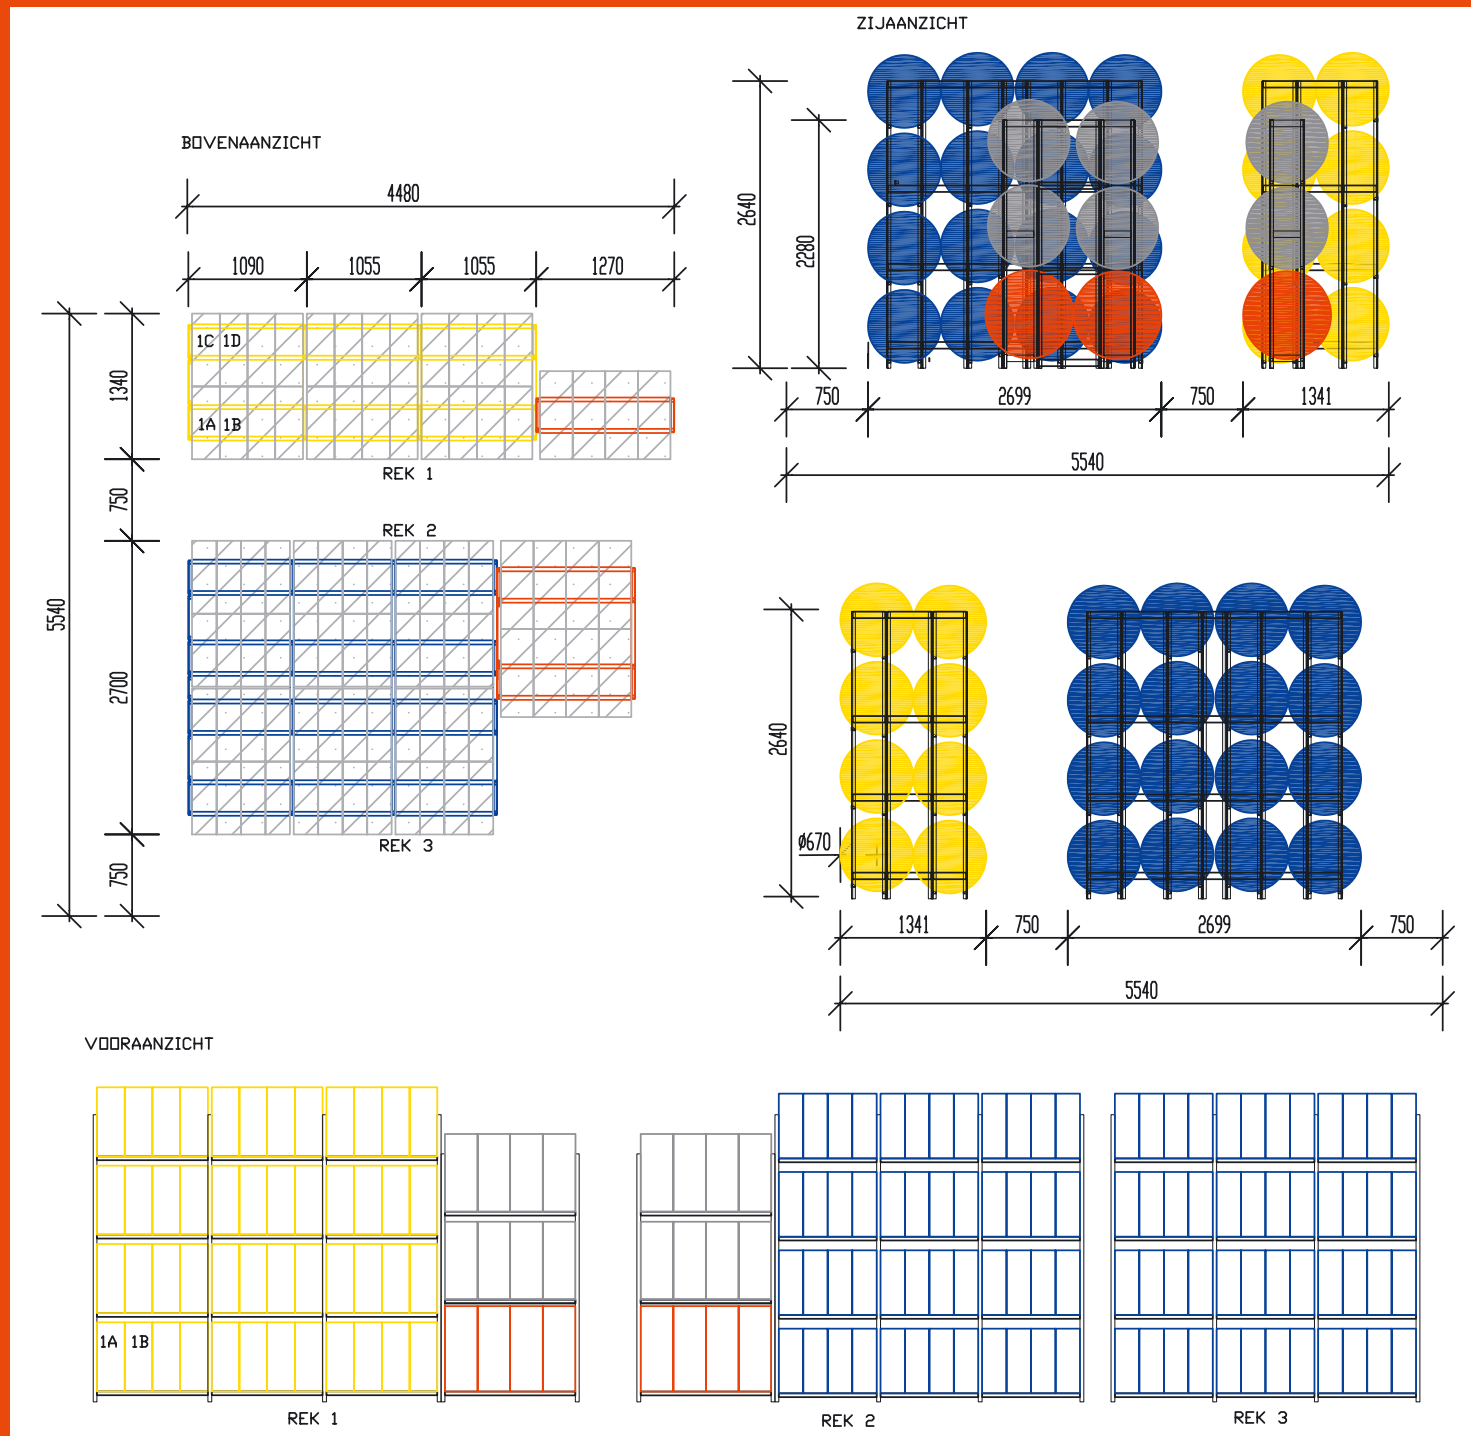 ZIJAANZICHT
BOVENAANZICHT
4480
1090 1055 1055 1270
1C 1D
1A 1B
REK 1
REK 2
REK 3
1340
750
2700
750
5540
2640
2280
750 2699 750 1341
5540
2640
Ø670
1341 750 2699 750
5540
VOORAANZICHT
1A 1B
REK 1
REK 2
REK 3